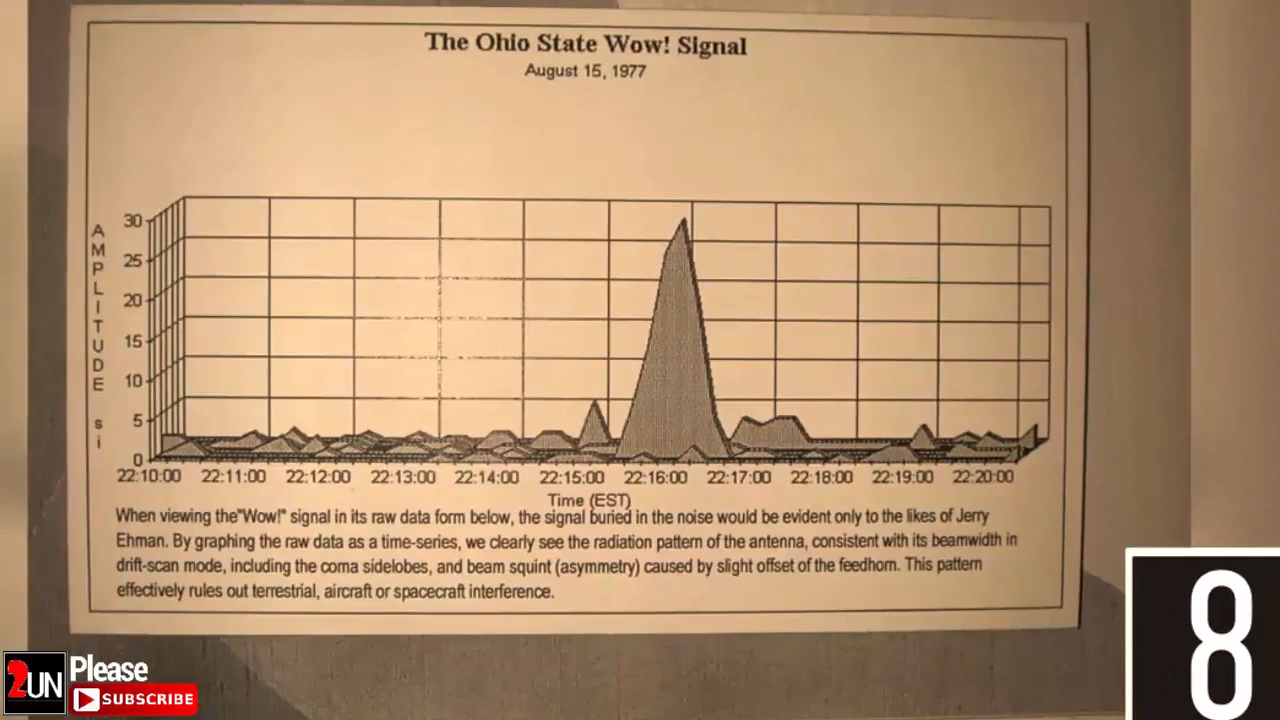 The Ohio State Wow! Signal
August 15, 1977
AMPLITUDE si
30
25
20
15
10
5
0
22:10:00 22:11:00 22:12:00 22:13:00 22:14:00 22:15:00 22:16:00 22:17:00 22:18:00 22:19:00 22:20:00
Time (EST)
When viewing the"Wow!" signal in its raw data form below, the signal buried in the noise would be evident only to the likes of Jerry
Ehman. By graphing the raw data as a time-series, we clearly see the radiation pattern of the antenna, consistent with its beamwidth in
drift-scan mode, including the coma sidelobes, and beam squint (asymmetry) caused by slight offset of the feedhorn. This pattern
effectively rules out terrestrial, aircraft or spacecraft interference.
8
2UN
Please
SUBSCRIBE